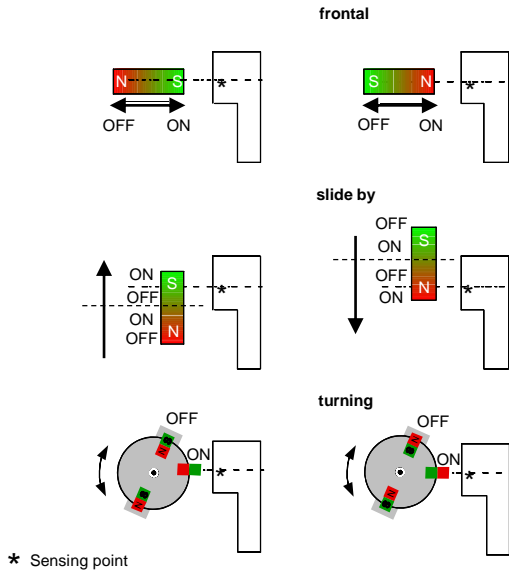 frontal
N S * S N *
OFF ON OFF ON
slide by
OFF
S
ON
ON S OFF
OFF * N *
ON ON
OFF N
turning
OFF OFF
N S N S
ON ON
* *
S N S N
* Sensing point